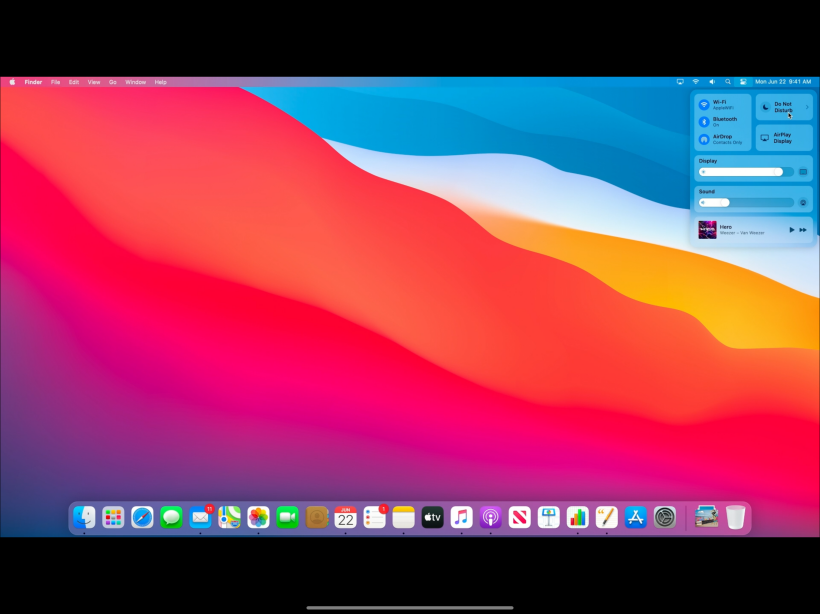 Finder File Edit View Go Window Help
Mon Jun 22 9:41 AM
Wi-Fi
AppleWiFi
Bluetooth
On
AirDrop
Contacts Only
Do Not
Disturb
AirPlay
Display
Display
Sound
Hero
Weezer – Van Weezer
11
JUN
22
1
tv